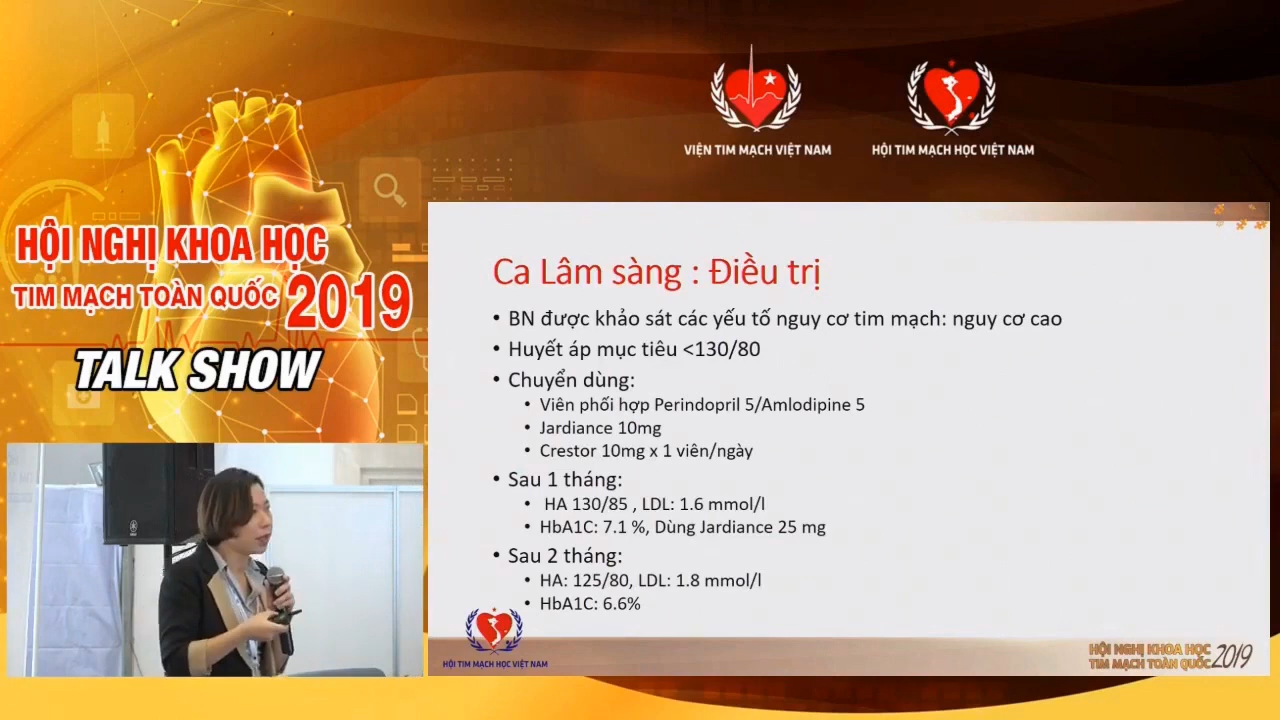 VIỆN TIM MẠCH VIỆT NAM
HỘI TIM MẠCH HỌC VIỆT NAM
HỘI NGHỊ KHOA HỌC
TIM MẠCH TOÀN QUỐC 2019
TALK SHOW
Ca Lâm sàng : Điều trị
• BN được khảo sát các yếu tố nguy cơ tim mạch: nguy cơ cao
• Huyết áp mục tiêu <130/80
• Chuyển dùng:
• Viên phối hợp Perindopril 5/Amlodipine 5
• Jardiance 10mg
• Crestor 10mg x 1 viên/ngày
• Sau 1 tháng:
• HA 130/85 , LDL: 1.6 mmol/l
• HbA1C: 7.1 %, Dùng Jardiance 25 mg
• Sau 2 tháng:
• HA: 125/80, LDL: 1.8 mmol/l
• HbA1C: 6.6%
HỘI TIM MẠCH HỌC VIỆT NAM
HỘI NGHỊ KHOA HỌC
TIM MẠCH TOÀN QUỐC 2019